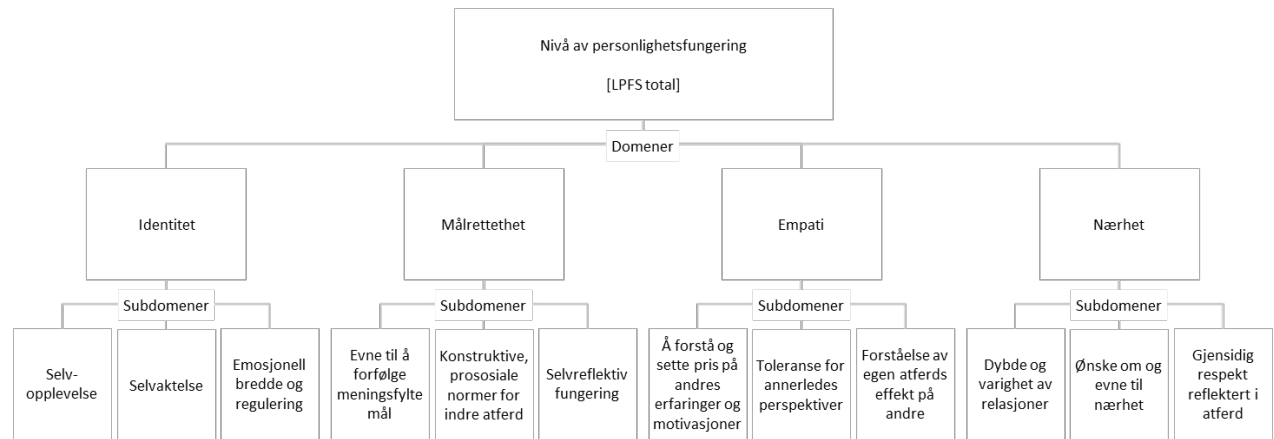 Nivå av personlighetsfungering
[LPFS total]
Domener
Identitet
Målrettethet
Empati
Nærhet
Subdomener
Subdomener
Subdomener
Subdomener
Selv-
opplevelse
Selvaktelse
Emosjonell
bredde og
regulering
Evne til å
forfølge
meningsfylte
mål
Konstruktive,
prososiale
normer for
indre atferd
Selvreflektiv
fungering
Å forstå og
sette pris på
andres
erfaringer og
motivasjoner
Toleranse for
annerledes
perspektiver
Forståelse av
egen atferds
effekt på
andre
Dybde og
varighet av
relasjoner
Ønske om og
evne til
nærhet
Gjensidig
respekt
reflektert i
atferd